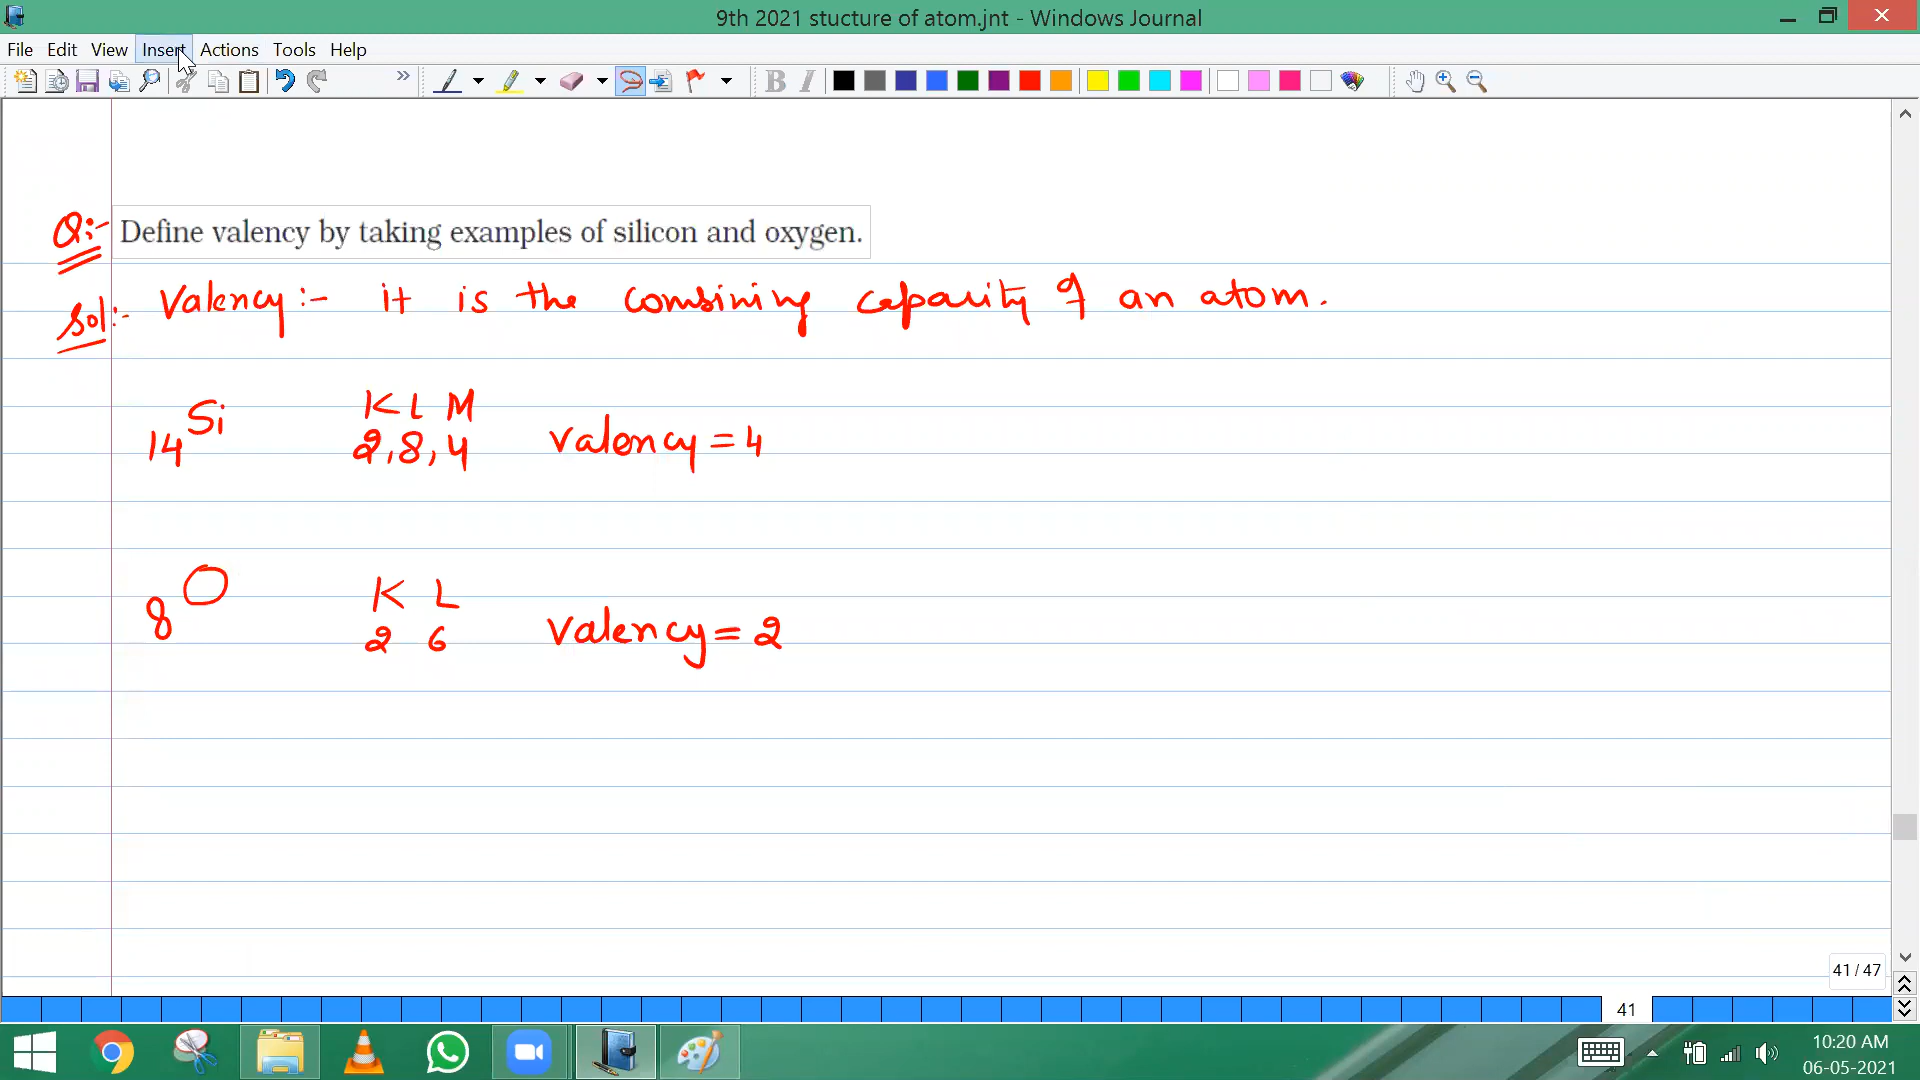 9th 2021 stucture of atom.jnt - Windows Journal
File Edit View Insert Actions Tools Help
Q:- Define valency by taking examples of silicon and oxygen.
Sol:- Valency :- it is the combining capacity of an atom.
K L M
14 Si 2,8,4 valency = 4
K L
8 O 2 6 valency = 2
41 / 47
41
10:20 AM
06-05-2021